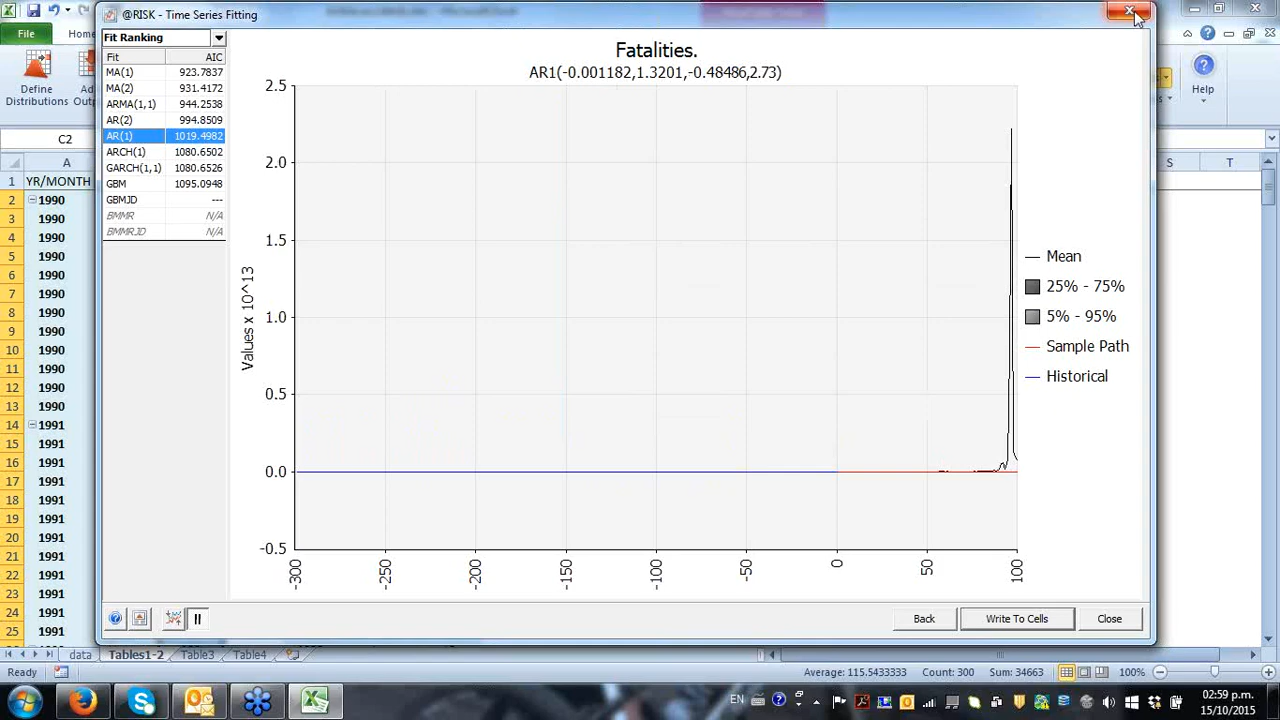 @RISK - Time Series Fitting
File
Home
Define
Distributions
Help
C2
Fit Ranking
Fit AIC
MA(1) 923.7837
MA(2) 931.4172
ARMA(1,1) 944.2538
AR(2) 994.8509
AR(1) 1019.4982
ARCH(1) 1080.6502
GARCH(1,1) 1080.6526
GBM 1095.0948
GBMJD ---
BMMR N/A
BMMRJD N/A
Fatalities.
AR1(-0.001182,1.3201,-0.48486,2.73)
2.5
2.0
1.5
1.0
0.5
0.0
-0.5
Values x 10^13
-300 -250 -200 -150 -100 -50 0 50 100
Mean
25% - 75%
5% - 95%
Sample Path
Historical
Back Write To Cells Close
A S T
1 YR/MONTH
2 1990
3 1990
4 1990
5 1990
6 1990
7 1990
8 1990
9 1990
10 1990
11 1990
12 1990
13 1990
14 1991
15 1991
16 1991
17 1991
18 1991
19 1991
20 1991
21 1991
22 1991
23 1991
24 1991
25 1991
data Tables1-2 Table3 Table4
Ready Average: 115.5433333 Count: 300 Sum: 34663 100%
EN 02:59 p.m.
15/10/2015